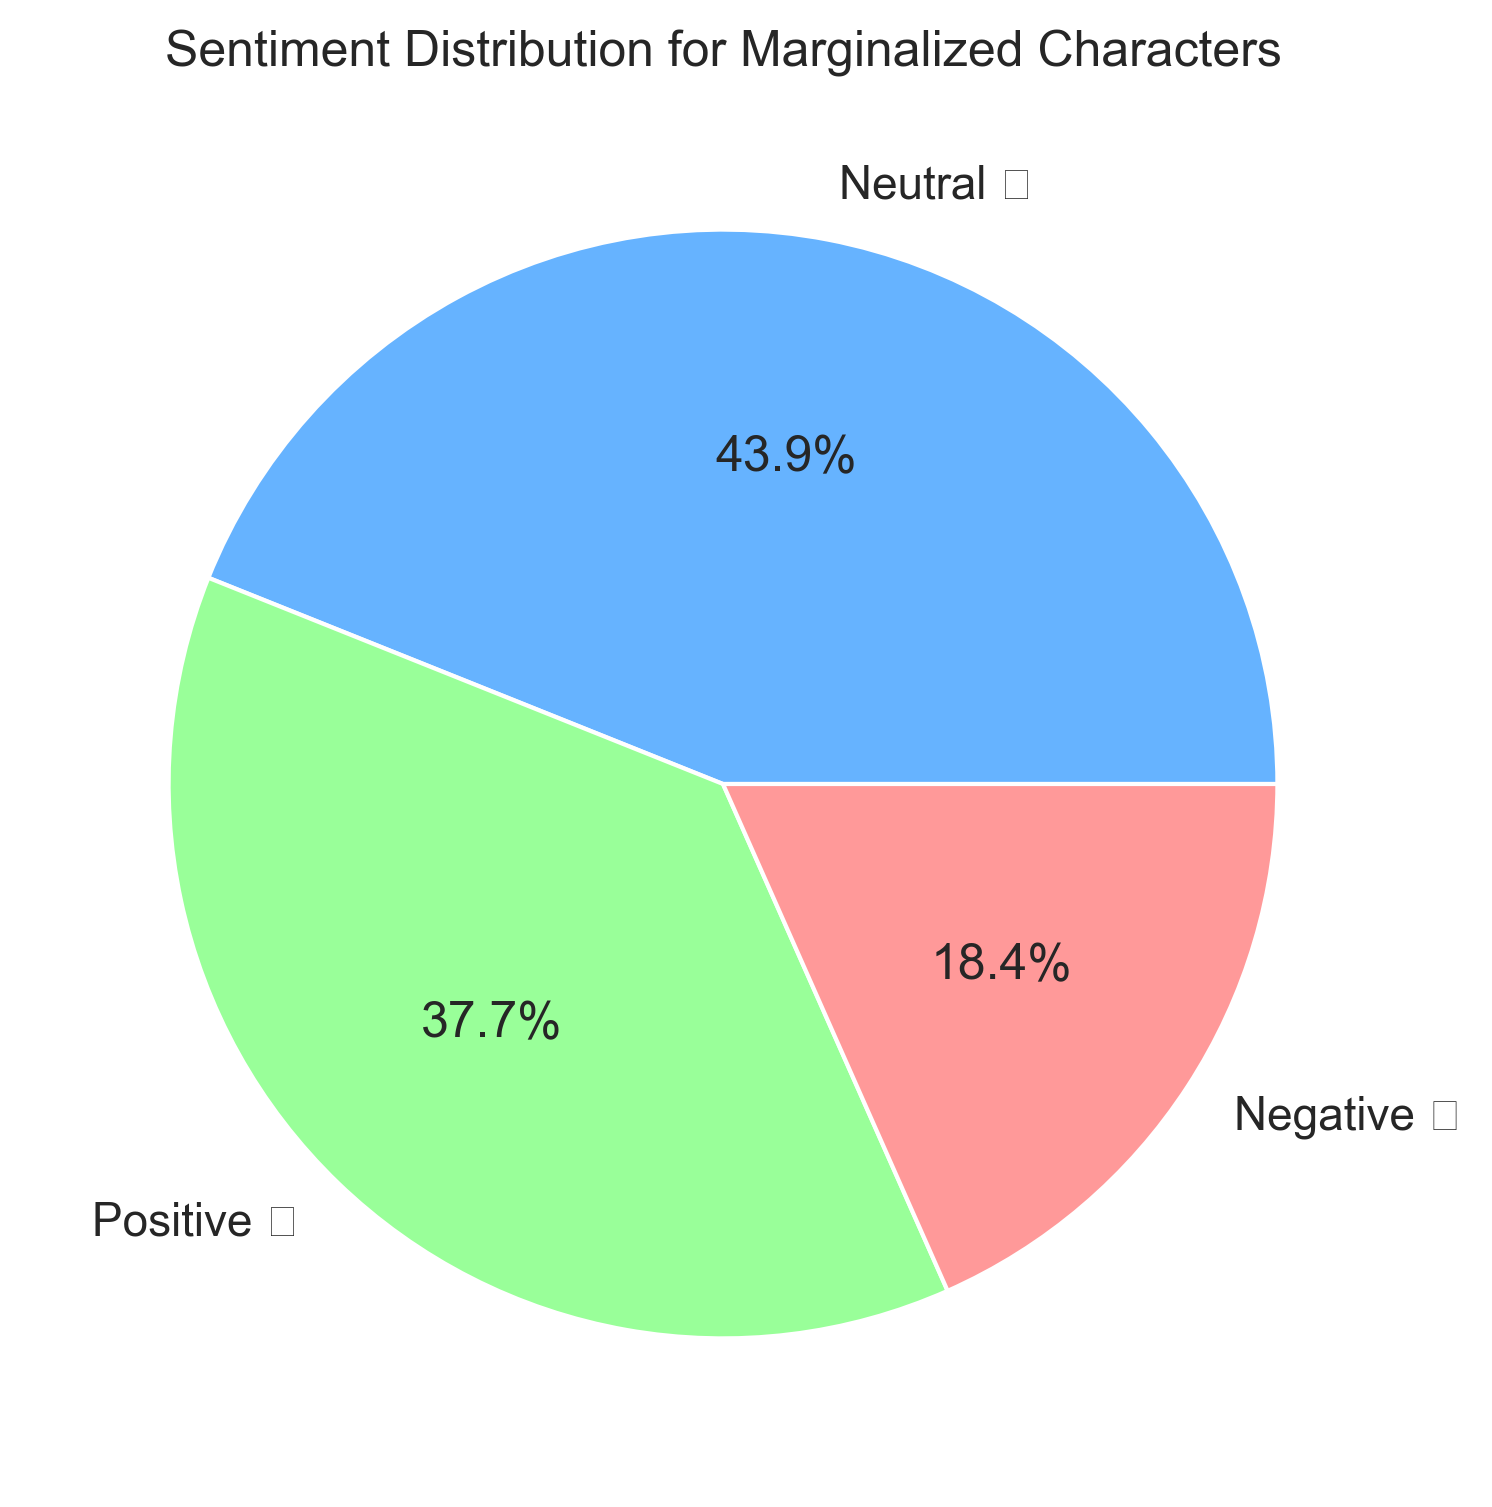 Sentiment Distribution for Marginalized Characters
Neutral
43.9%
18.4%
37.7%
Negative
Positive